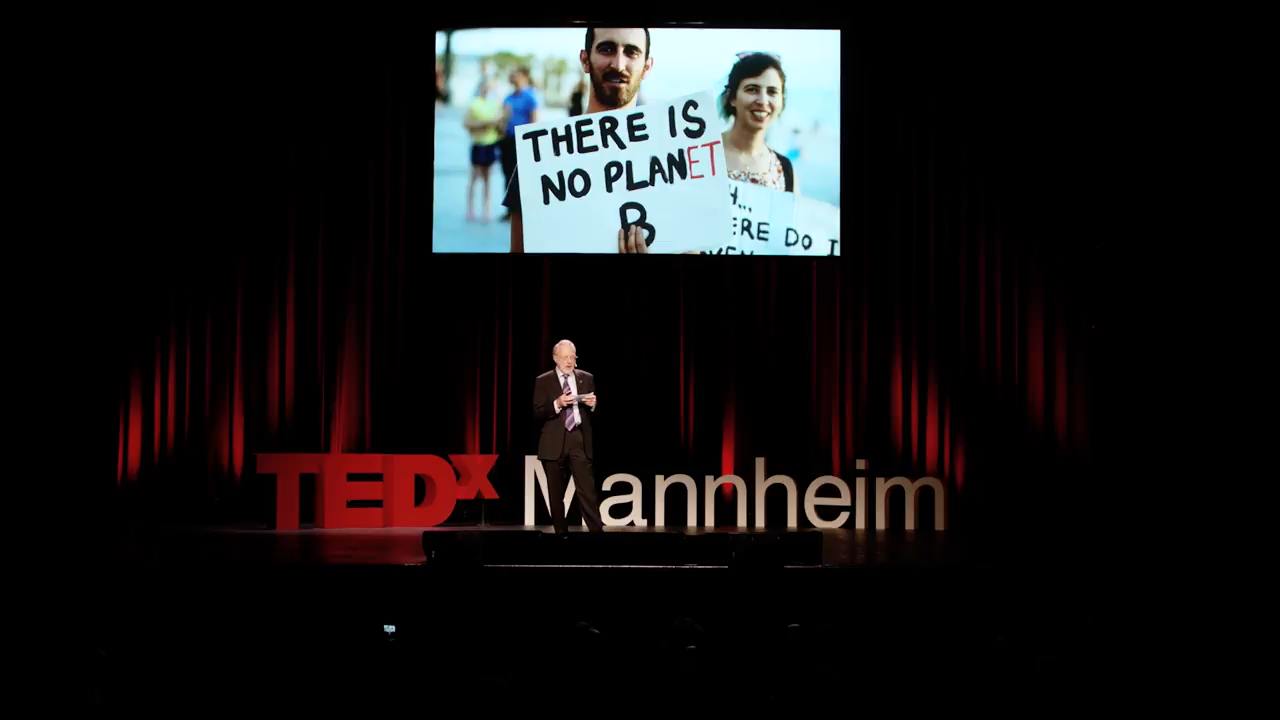 THERE IS
NO PLANET
B
H...
ERE DO I
TEDx Mannheim